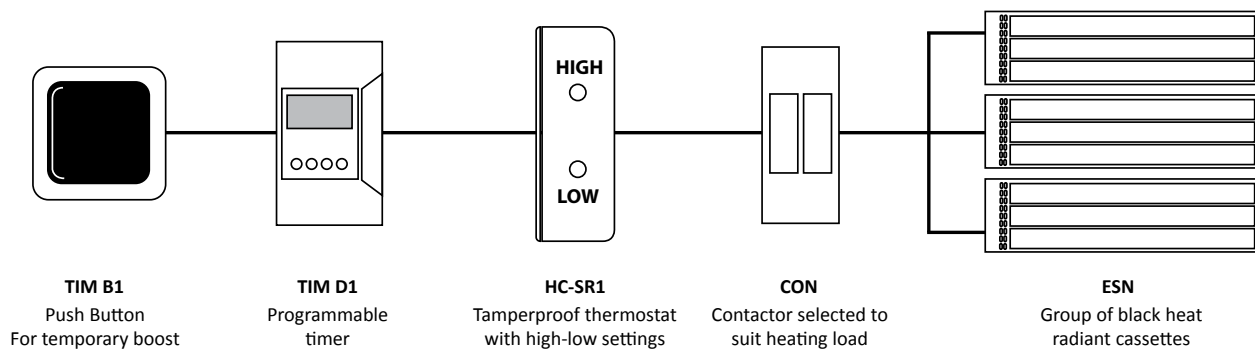 HIGH
LOW
TIM B1
Push Button
For temporary boost
TIM D1
Programmable
timer
HC-SR1
Tamperproof thermostat
with high-low settings
CON
Contactor selected to
suit heating load
ESN
Group of black heat
radiant cassettes